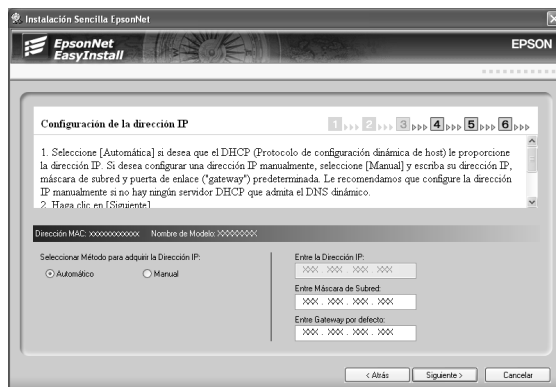 Instalación Sencilla EpsonNet
EpsonNet
EasyInstall
EPSON
Configuración de la dirección IP
1 2 3 4 5 6
1. Seleccione [Automática] si desea que el DHCP (Protocolo de configuración dinámica de host) le proporcione
la dirección IP. Si desea configurar una dirección IP manualmente, seleccione [Manual] y escriba su dirección IP,
máscara de subred y puerta de enlace ("gateway") predeterminada. Le recomendamos que configure la dirección
IP manualmente si no hay ningún servidor DHCP que admita el DNS dinámico.
2. Haga clic en [Siguiente]
Dirección MAC: xxxxxxxxxxxx Nombre de Modelo: XXXXXXX
Seleccionar Método para adquirir la Dirección IP:
Automático Manual
Entre la Dirección IP:
XXX . XXX . XXX . XXX
Entre Máscara de Subred:
XXX . XXX . XXX . XXX
Entre Gateway por defecto:
XXX . XXX . XXX . XXX
< Atrás Siguiente > Cancelar